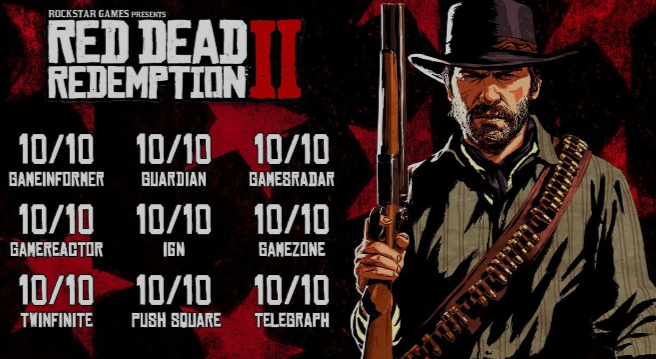 ROCKSTAR GAMES PRESENTS
RED DEAD
REDEMPTION II
10/10 10/10 10/10
GAMEINFORMER GUARDIAN GAMESRADAR
10/10 10/10 10/10
GAMEREACTOR IGN GAMEZONE
10/10 10/10 10/10
TWINFINITE PUSH SQUARE TELEGRAPH